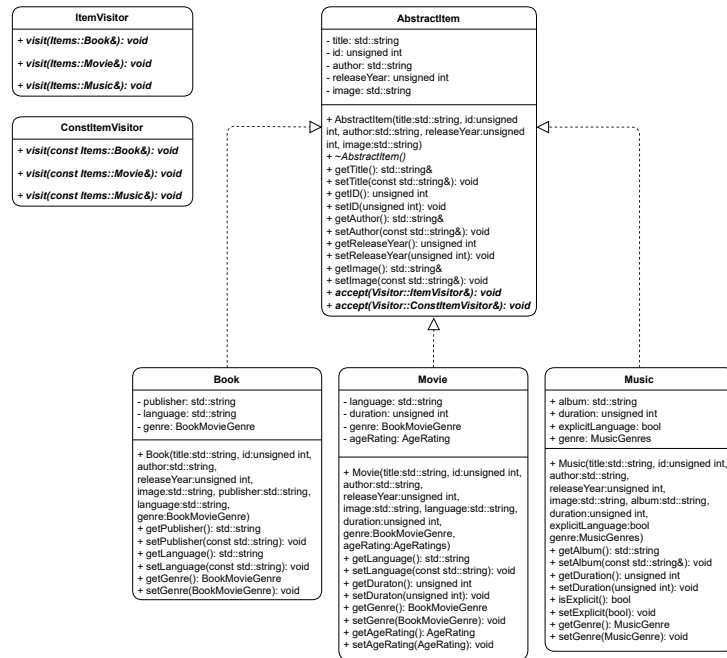 ItemVisitor
+ visit(Items::Book&): void
+ visit(Items::Movie&): void
+ visit(Items::Music&): void
ConstItemVisitor
+ visit(const Items::Book&): void
+ visit(const Items::Movie&): void
+ visit(const Items::Music&): void
AbstractItem
- title: std::string
- id: unsigned int
- author: std::string
- releaseYear: unsigned int
- image: std::string
+ AbstractItem(title:std::string, id:unsigned
int, author:std::string, releaseYear:unsigned
int, image:std::string)
+ ~AbstractItem()
+ getTitle(): std::string&
+ setTitle(const std::string&): void
+ getID(): unsigned int
+ setID(unsigned int): void
+ getAuthor(): std::string&
+ setAuthor(const std::string&): void
+ getReleaseYear(): unsigned int
+ setReleaseYear(unsigned int): void
+ getImage(): std::string&
+ setImage(const std::string&): void
+ accept(Visitor::ItemVisitor&): void
+ accept(Visitor::ConstItemVisitor&): void
Book
- publisher: std::string
- language: std::string
- genre: BookMovieGenre
+ Book(title:std::string, id:unsigned int,
author:std::string,
releaseYear:unsigned int,
image:std::string, publisher:std::string,
language:std::string,
genre:BookMovieGenre)
+ getPublisher(): std::string
+ setPublisher(const std::string): void
+ getLanguage(): std::string
+ setLanguage(const std::string): void
+ getGenre(): BookMovieGenre
+ setGenre(BookMovieGenre): void
Movie
- language: std::string
- duration: unsigned int
- genre: BookMovieGenre
- ageRating: AgeRating
+ Movie(title:std::string, id:unsigned int,
author:std::string,
releaseYear:unsigned int,
image:std::string, language:std::string,
duration:unsigned int,
genre:BookMovieGenre,
ageRating:AgeRatings)
+ getLanguage(): std::string
+ setLanguage(const std::string): void
+ getDuraton(): unsigned int
+ setDuraton(unsigned int): void
+ getGenre(): BookMovieGenre
+ setGenre(BookMovieGenre): void
+ getAgeRating(): AgeRating
+ setAgeRating(AgeRating): void
Music
+ album: std::string
+ duration: unsigned int
+ explicitLanguage: bool
+ genre: MusicGenres
+ Music(title:std::string, id:unsigned int,
author:std::string,
releaseYear:unsigned int,
image:std::string, album:std::string,
duration:unsigned int,
explicitLanguage:bool
genre:MusicGenres)
+ getAlbum(): std::string
+ setAlbum(const std::string&): void
+ getDuration(): unsigned int
+ setDuration(unsigned int): void
+ isExplicit(): bool
+ setExplicit(bool): void
+ getGenre(): MusicGenre
+ setGenre(MusicGenre): void